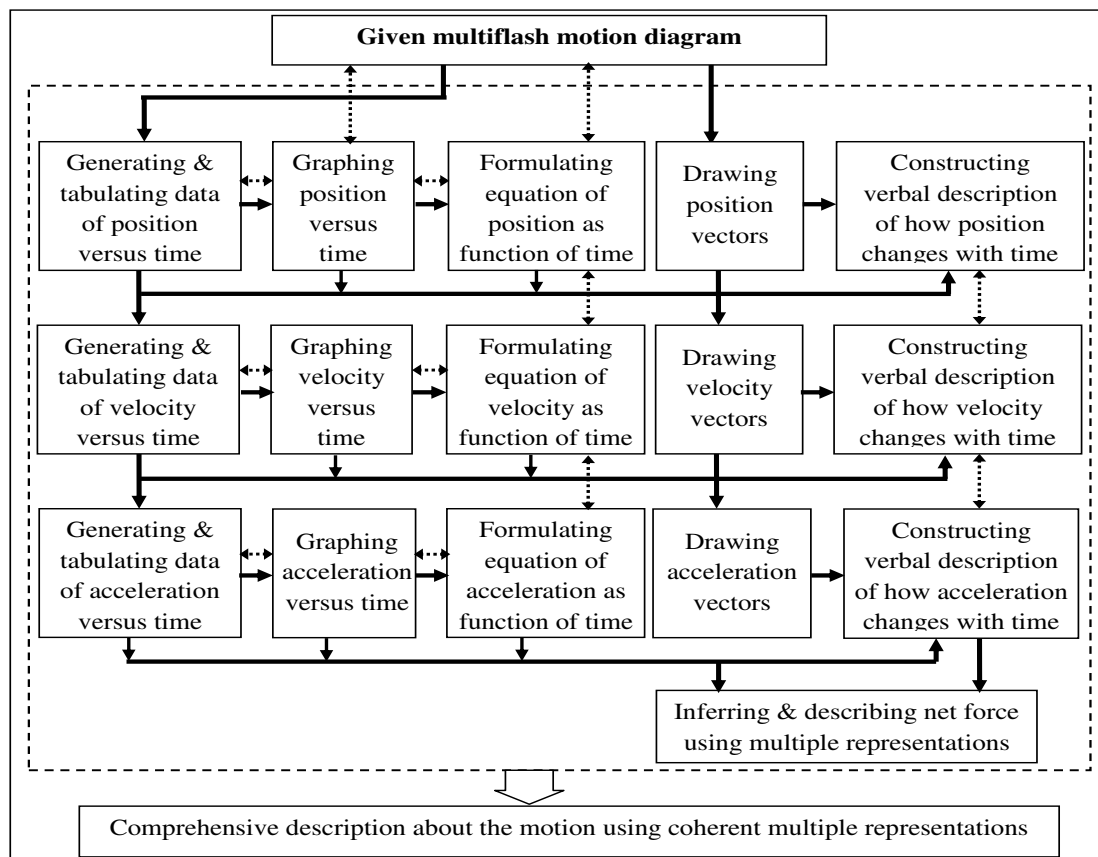 Given multiflash motion diagram
Generating &
tabulating data
of position
versus time
Graphing
position
versus
time
Formulating
equation of
position as
function of time
Drawing
position
vectors
Constructing
verbal description
of how position
changes with time
Generating &
tabulating data
of velocity
versus time
Graphing
velocity
versus
time
Formulating
equation of
velocity as
function of time
Drawing
velocity
vectors
Constructing
verbal description
of how velocity
changes with time
Generating &
tabulating data
of acceleration
versus time
Graphing
acceleration
versus time
Formulating
equation of
acceleration as
function of time
Drawing
acceleration
vectors
Constructing
verbal description
of how acceleration
changes with time
Inferring & describing net force
using multiple representations
Comprehensive description about the motion using coherent multiple representations